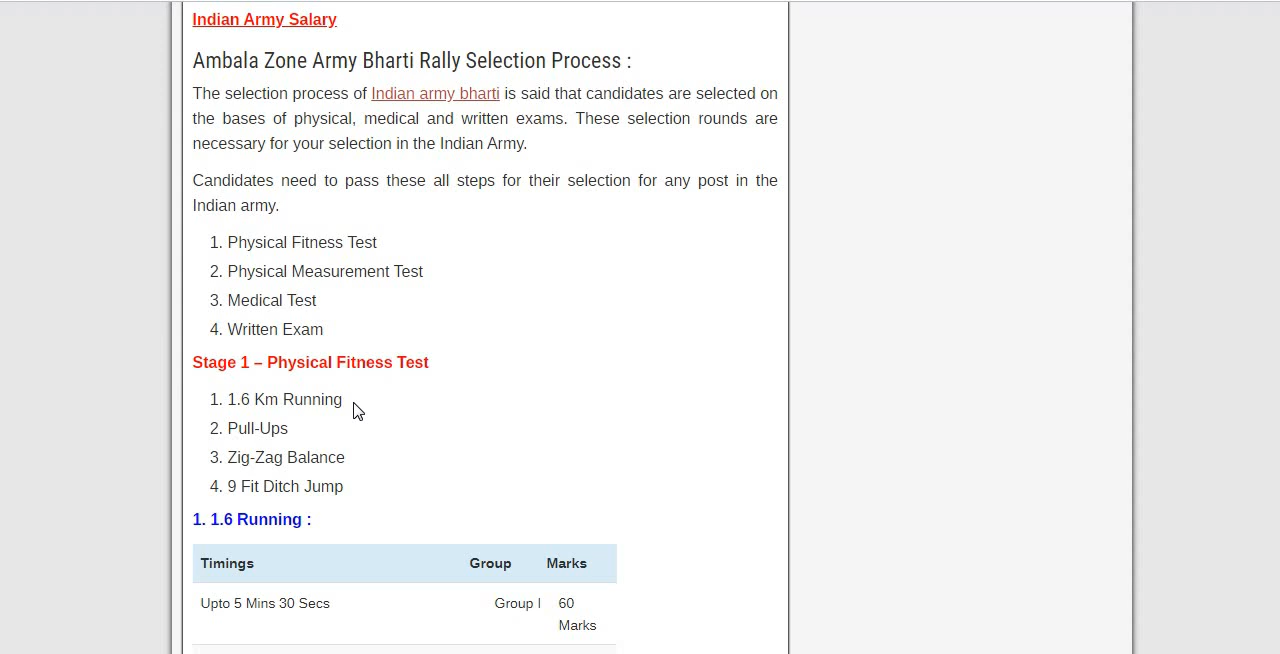 Indian Army Salary
Ambala Zone Army Bharti Rally Selection Process :
The selection process of Indian army bharti is said that candidates are selected on
the bases of physical, medical and written exams. These selection rounds are
necessary for your selection in the Indian Army.
Candidates need to pass these all steps for their selection for any post in the
Indian army.
1. Physical Fitness Test
2. Physical Measurement Test
3. Medical Test
4. Written Exam
Stage 1 – Physical Fitness Test
1. 1.6 Km Running
2. Pull-Ups
3. Zig-Zag Balance
4. 9 Fit Ditch Jump
1. 1.6 Running :
Timings Group Marks
Upto 5 Mins 30 Secs Group I 60
Marks